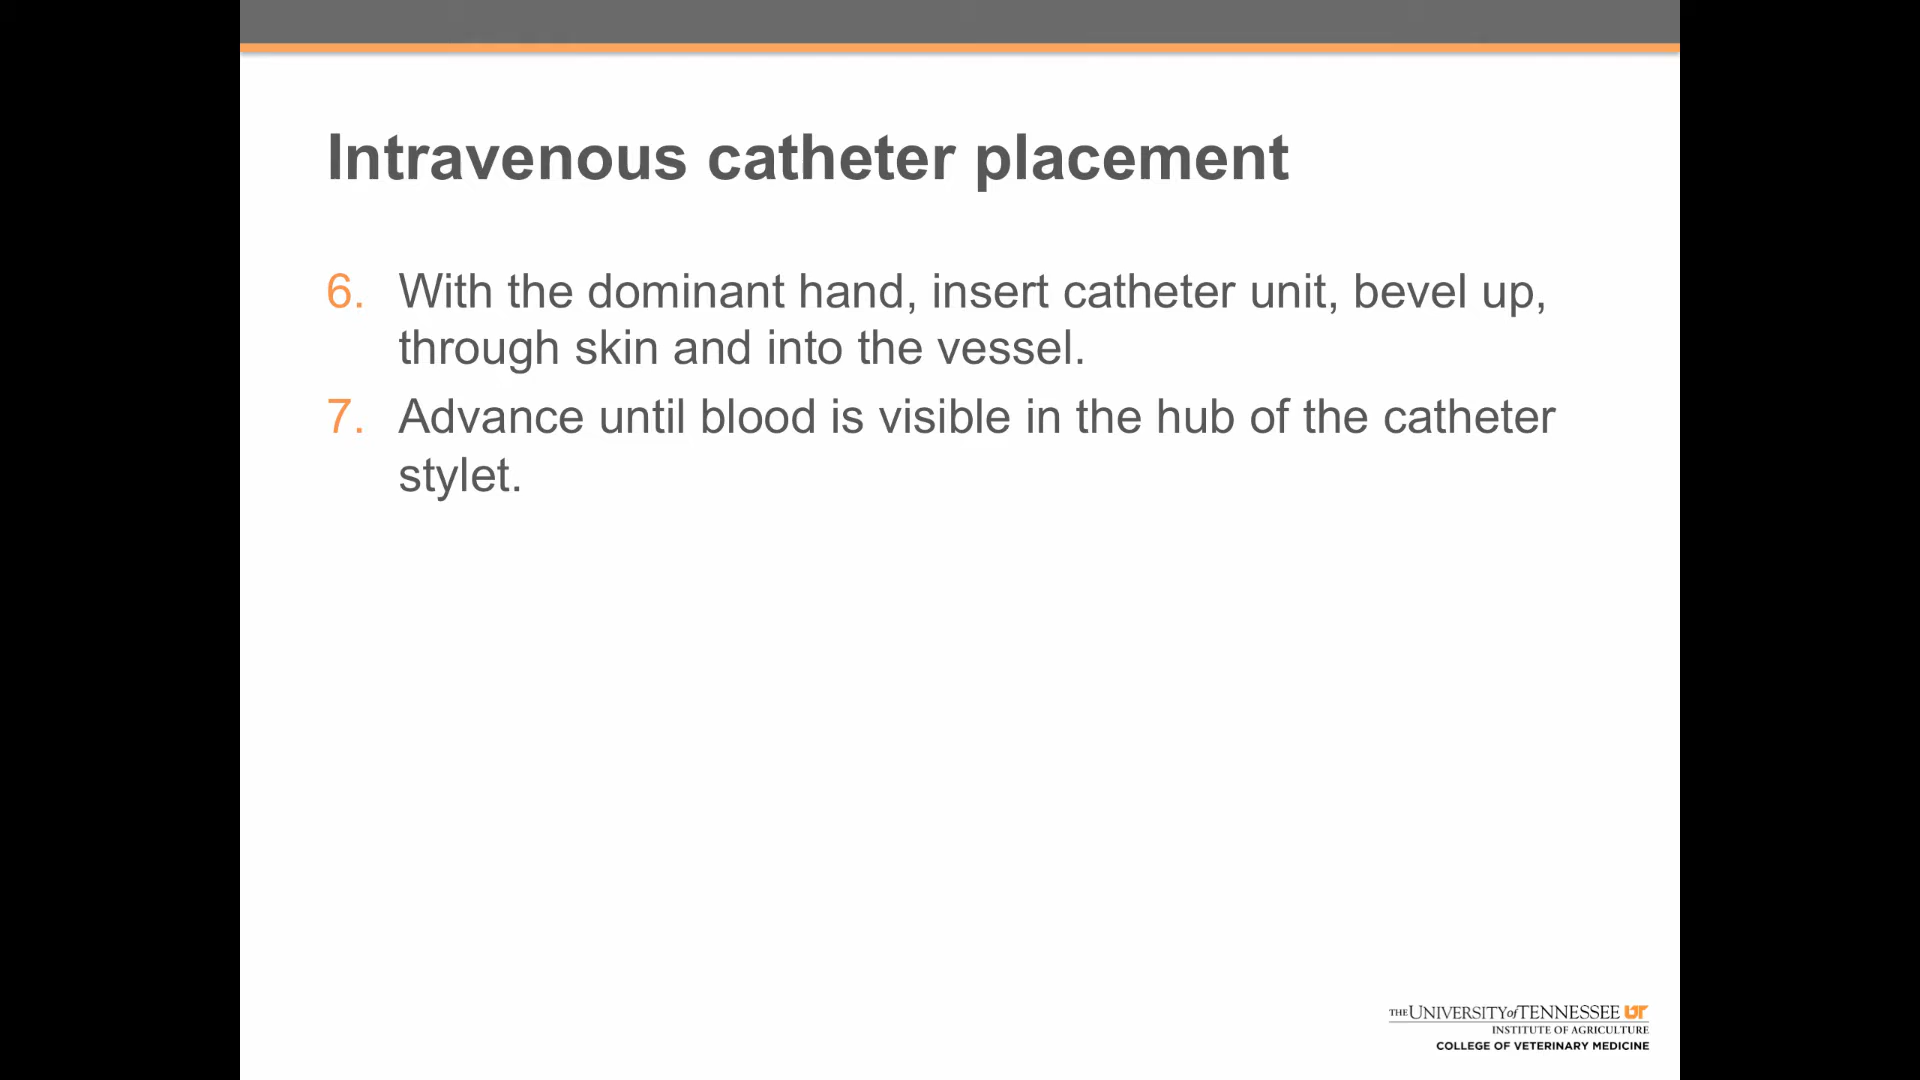 Intravenous catheter placement
6. With the dominant hand, insert catheter unit, bevel up,
through skin and into the vessel.
7. Advance until blood is visible in the hub of the catheter
stylet.
THE UNIVERSITY of TENNESSEE UT
INSTITUTE OF AGRICULTURE
COLLEGE OF VETERINARY MEDICINE